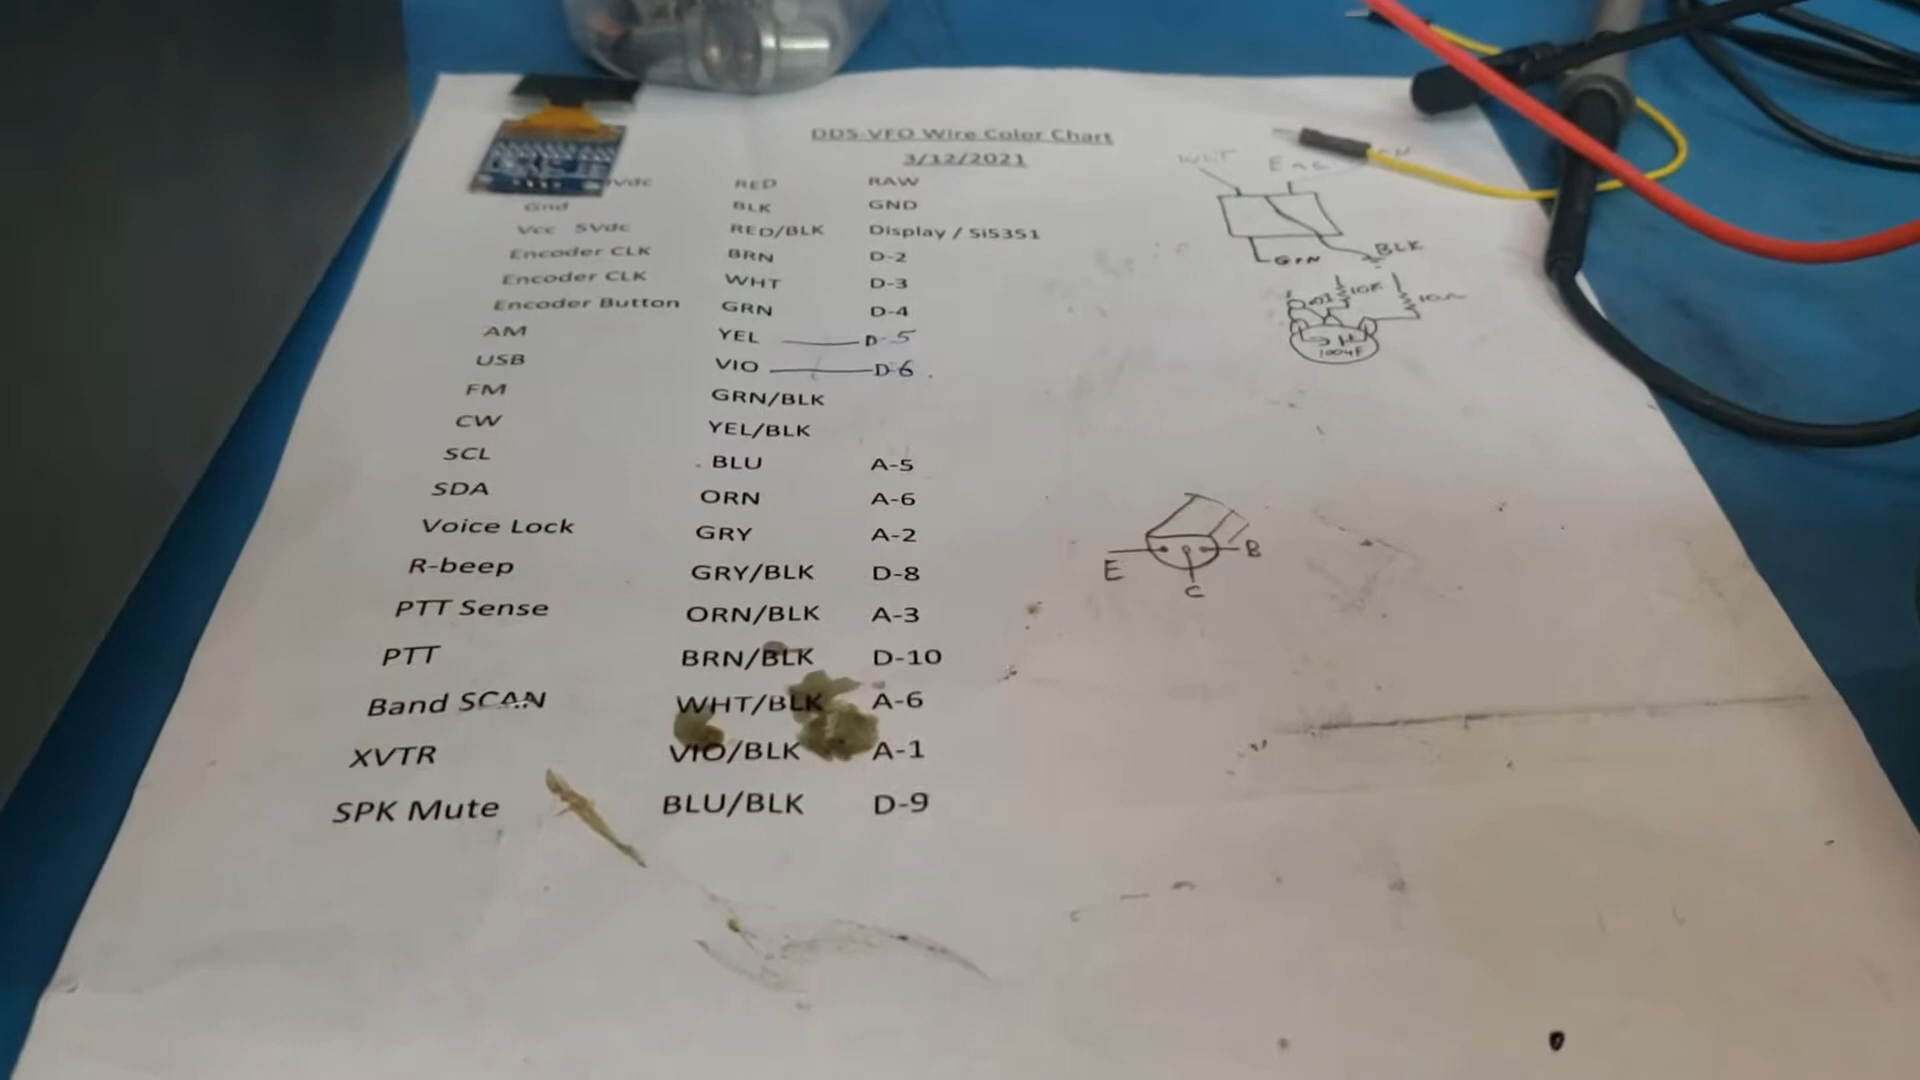 DDS-VFO Wire Color Chart
3/12/2021
Vdc RED RAW
Gnd BLK GND
Vcc 5Vdc RED/BLK Display / Si5351
Encoder CLK BRN D-2
Encoder CLK WHT D-3
Encoder Button GRN D-4
AM YEL D-5
USB VIO D-6
FM GRN/BLK
CW YEL/BLK
SCL BLU A-5
SDA ORN A-6
Voice Lock GRY A-2
R-beep GRY/BLK D-8
PTT Sense ORN/BLK A-3
PTT BRN/BLK D-10
Band SCAN WHT/BLK A-6
XVTR VIO/BLK A-1
SPK Mute BLU/BLK D-9
BLK
10K
E
C
B